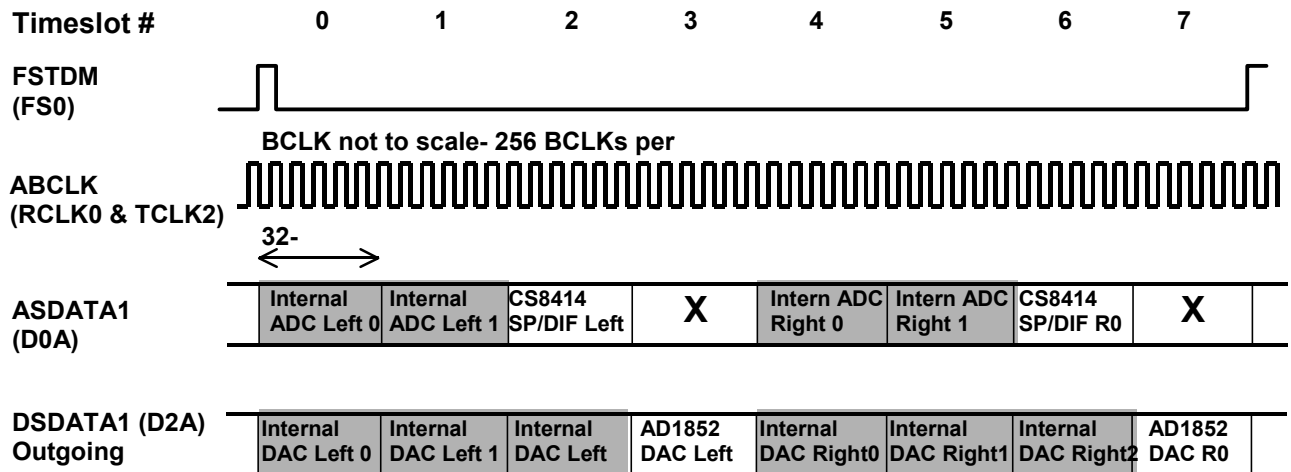 Timeslot # 0 1 2 3 4 5 6 7
FSTDM
(FS0)
BCLK not to scale- 256 BCLKs per
ABCLK
(RCLK0 & TCLK2)
32-
ASDATA1
(D0A)
Internal
ADC Left 0
Internal
ADC Left 1
CS8414
SP/DIF Left
X
Intern ADC
Right 0
Intern ADC
Right 1
CS8414
SP/DIF R0
X
DSDATA1 (D2A)
Outgoing
Internal
DAC Left 0
Internal
DAC Left 1
Internal
DAC Left
AD1852
DAC Left
Internal
DAC Right0
Internal
DAC Right1
Internal
DAC Right2
AD1852
DAC R0